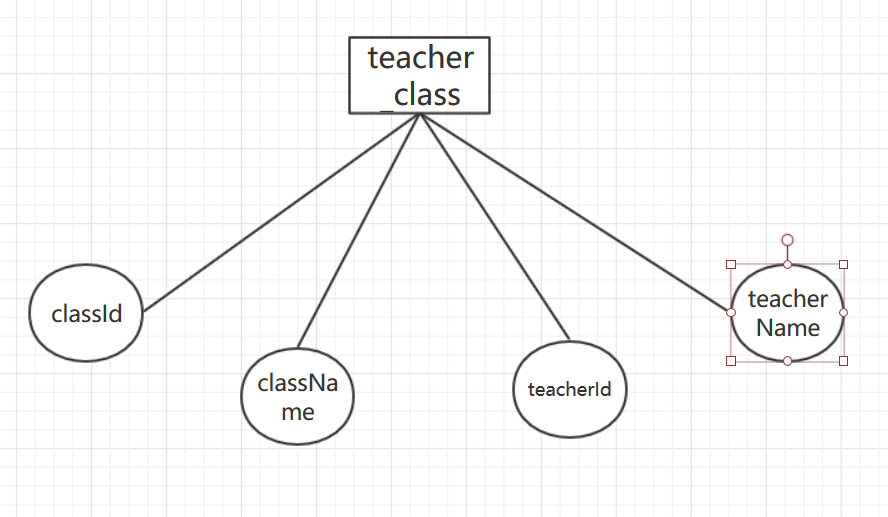 teacher
_class
classId
classNa
me
teacherId
teacher
Name